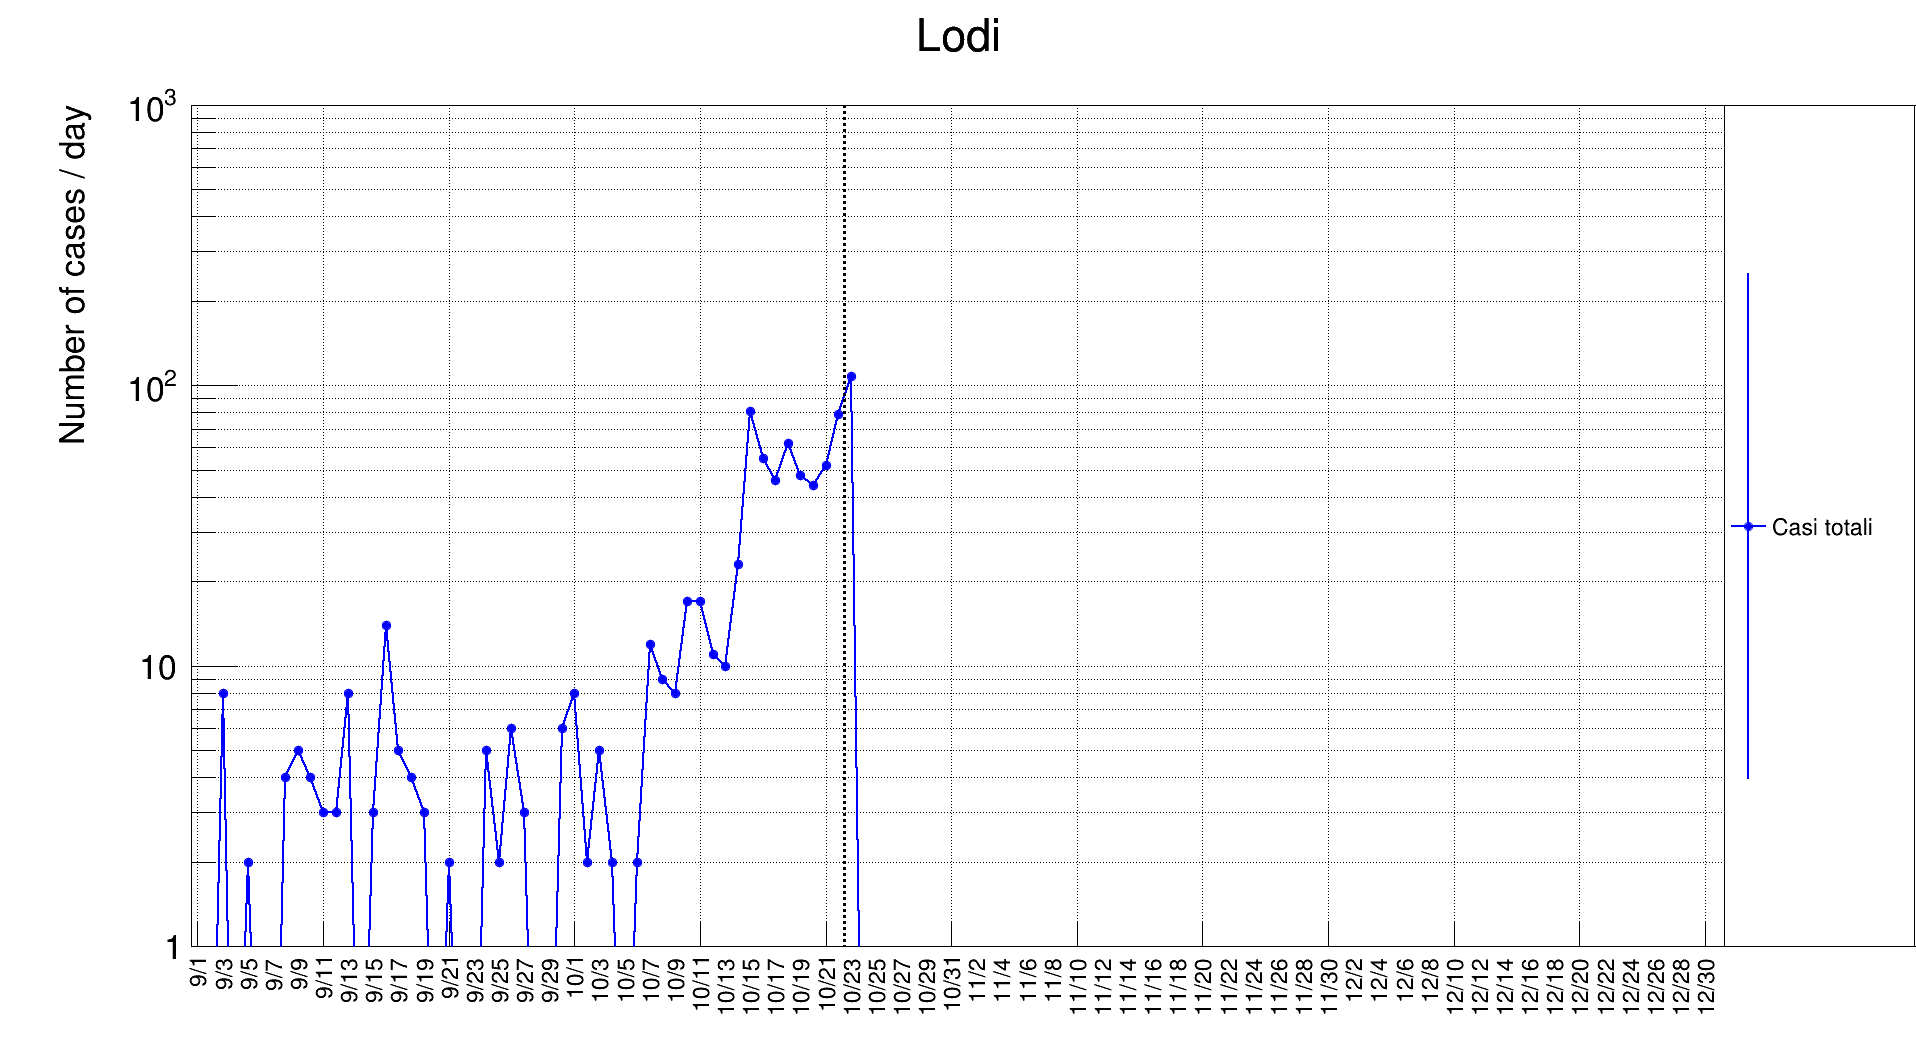 Lodi
Number of cases / day
10³
10²
10
1
9/1 9/3 9/5 9/7 9/9 9/11 9/13 9/15 9/17 9/19 9/21 9/23 9/25 9/27 9/29 10/1 10/3 10/5 10/7 10/9 10/11 10/13 10/15 10/17 10/19 10/21 10/23 10/25 10/27 10/29 10/31 11/2 11/4 11/6 11/8 11/10 11/12 11/14 11/16 11/18 11/20 11/22 11/24 11/26 11/28 11/30 12/2 12/4 12/6 12/8 12/10 12/12 12/14 12/16 12/18 12/20 12/22 12/24 12/26 12/28 12/30
Casi totali